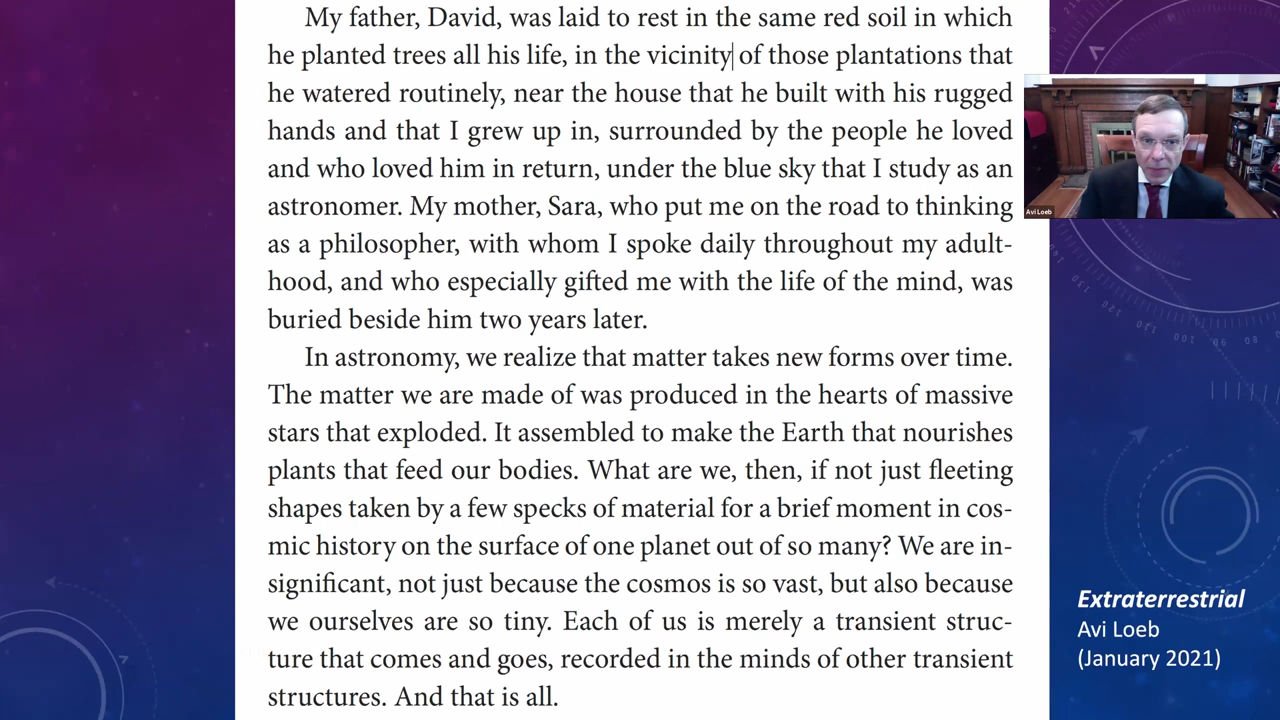 My father, David, was laid to rest in the same red soil in which
he planted trees all his life, in the vicinity of those plantations that
he watered routinely, near the house that he built with his rugged
hands and that I grew up in, surrounded by the people he loved
and who loved him in return, under the blue sky that I study as an
astronomer. My mother, Sara, who put me on the road to thinking
as a philosopher, with whom I spoke daily throughout my adult-
hood, and who especially gifted me with the life of the mind, was
buried beside him two years later.
In astronomy, we realize that matter takes new forms over time.
The matter we are made of was produced in the hearts of massive
stars that exploded. It assembled to make the Earth that nourishes
plants that feed our bodies. What are we, then, if not just fleeting
shapes taken by a few specks of material for a brief moment in cos-
mic history on the surface of one planet out of so many? We are in-
significant, not just because the cosmos is so vast, but also because
we ourselves are so tiny. Each of us is merely a transient struc-
ture that comes and goes, recorded in the minds of other transient
structures. And that is all.
Avi Loeb
Extraterrestrial
Avi Loeb
(January 2021)